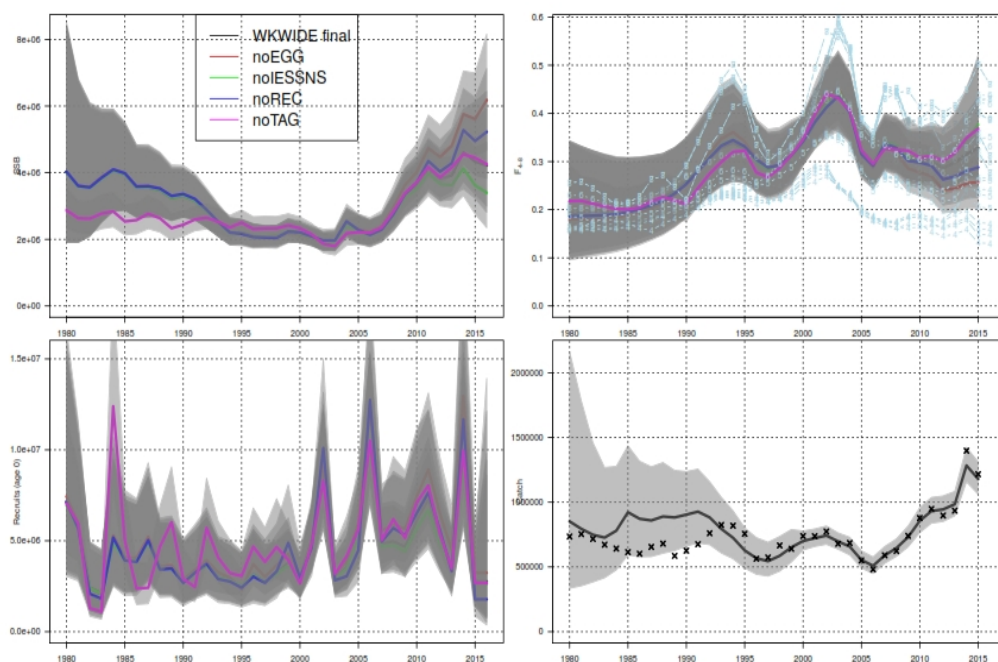 8e+06
6e+06
4e+06
2e+06
0e+00
SSB
WKWIDE final
noEGG
noIESSNS
noREC
noTAG
1980 1985 1990 1995 2000 2005 2010 2015
0.6
0.5
0.4
0.3
0.2
0.1
0.0
F4-8
1980 1985 1990 1995 2000 2005 2010 2015
1.5e+07
1.0e+07
5.0e+06
0.0e+00
Recruits (age 0)
1980 1985 1990 1995 2000 2005 2010 2015
2000000
1500000
1000000
500000
0
catch
1980 1985 1990 1995 2000 2005 2010 2015